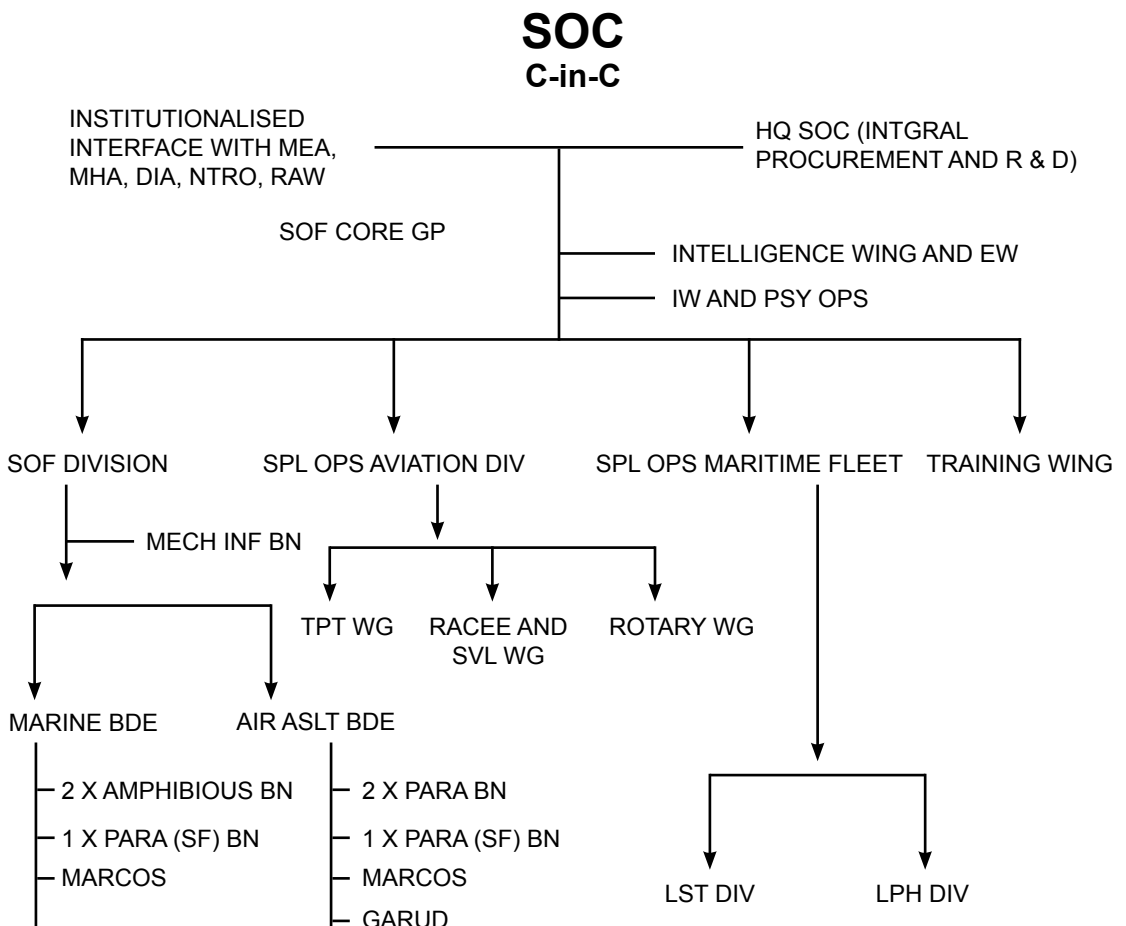 SOC
C-in-C
INSTITUTIONALISED
INTERFACE WITH MEA,
MHA, DIA, NTRO, RAW
HQ SOC (INTGRAL
PROCUREMENT AND R & D)
SOF CORE GP
INTELLIGENCE WING AND EW
IW AND PSY OPS
SOF DIVISION
SPL OPS AVIATION DIV
SPL OPS MARITIME FLEET
TRAINING WING
MECH INF BN
TPT WG
RACEE AND
SVL WG
ROTARY WG
MARINE BDE
AIR ASLT BDE
2 X AMPHIBIOUS BN
1 X PARA (SF) BN
MARCOS
2 X PARA BN
1 X PARA (SF) BN
MARCOS
GARUD
LST DIV
LPH DIV